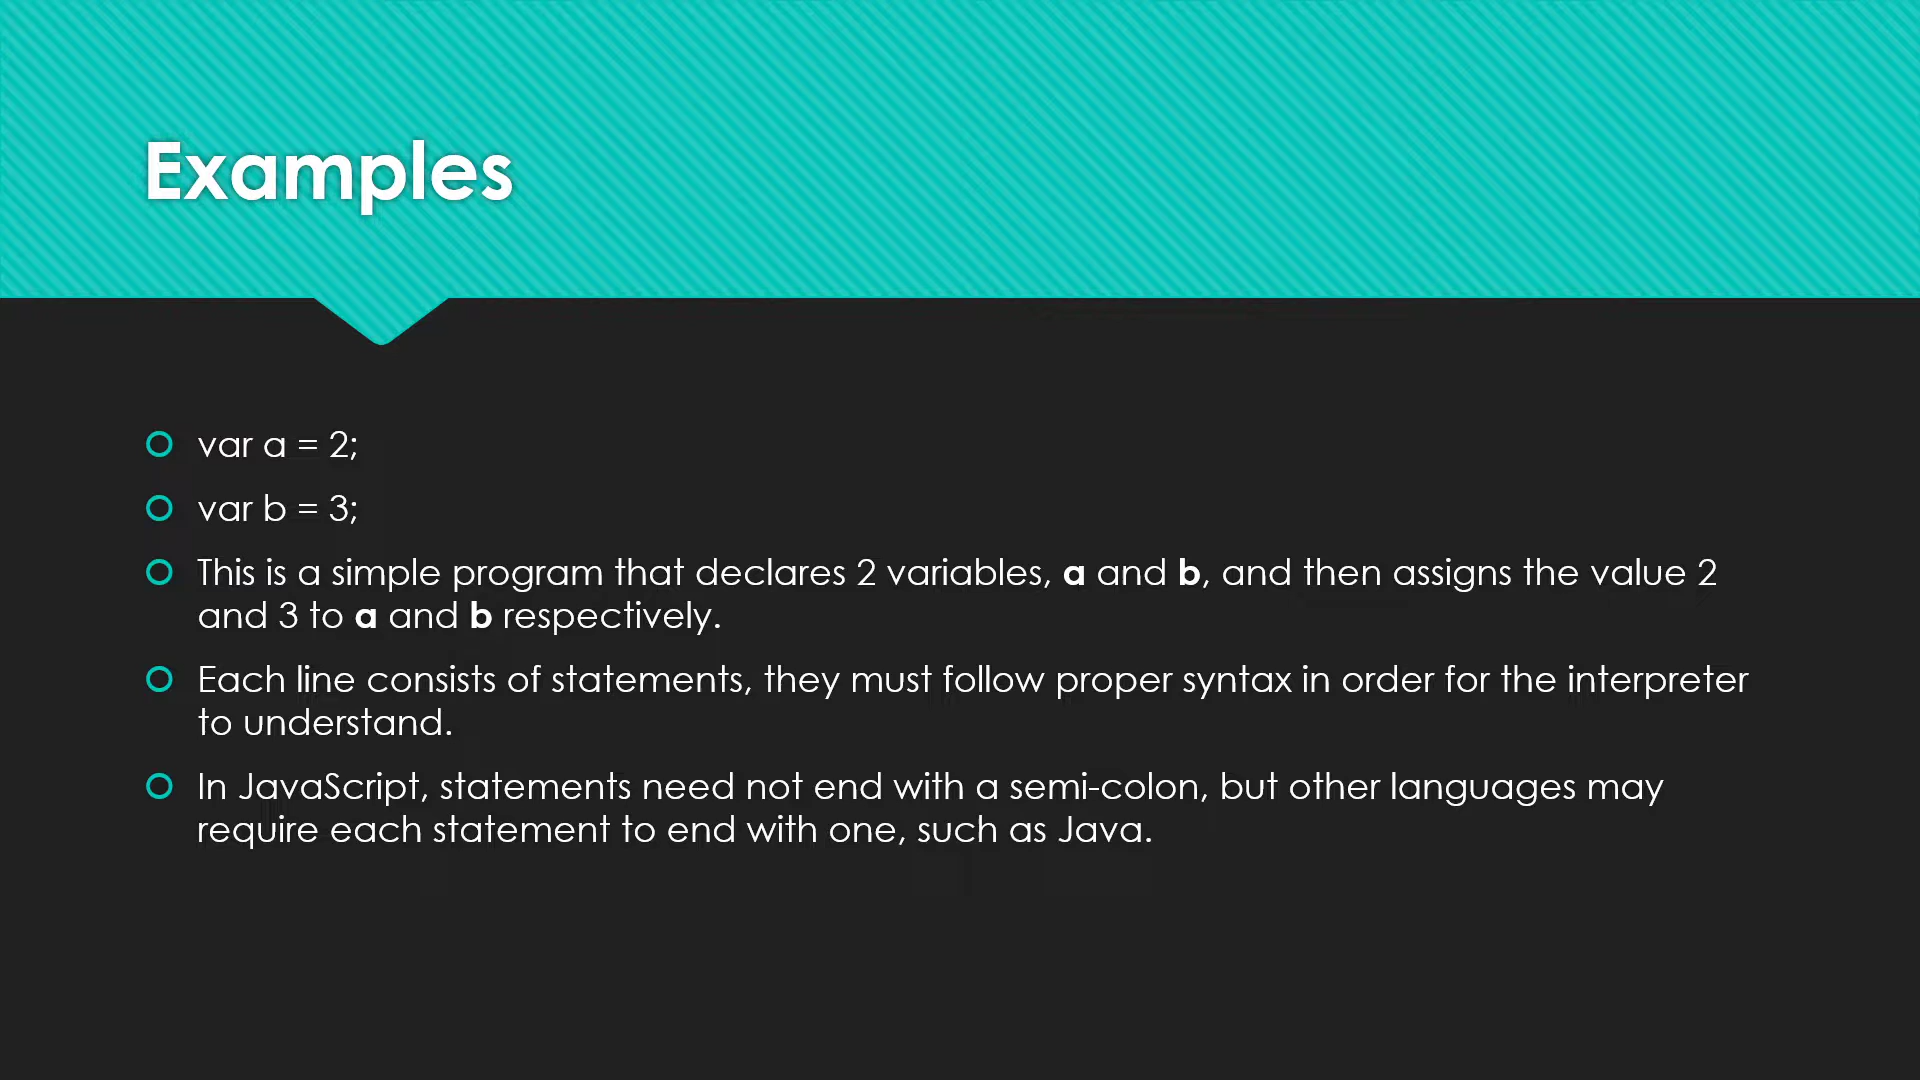 Examples
var a = 2;
var b = 3;
This is a simple program that declares 2 variables, a and b, and then assigns the value 2
and 3 to a and b respectively.
Each line consists of statements, they must follow proper syntax in order for the interpreter
to understand.
In JavaScript, statements need not end with a semi-colon, but other languages may
require each statement to end with one, such as Java.